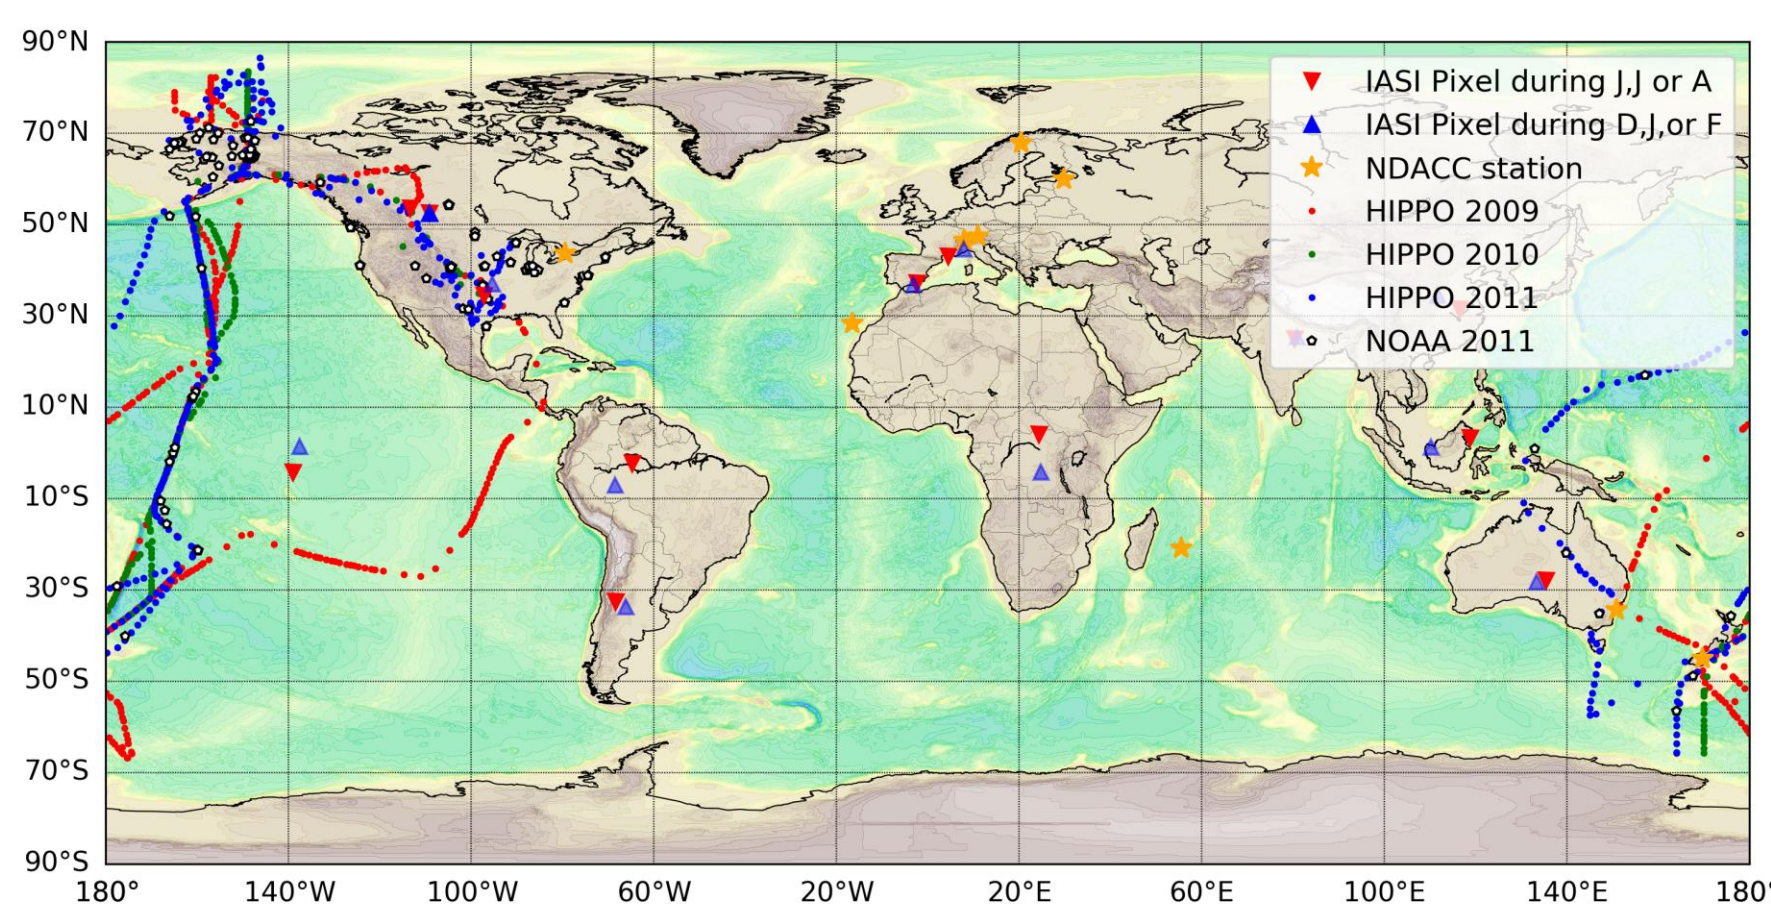 90°N
70°N
50°N
30°N
10°N
10°S
30°S
50°S
70°S
90°S
180°
140°W
100°W
60°W
20°W
20°E
60°E
100°E
140°E
180°
IASI Pixel during J,J or A
IASI Pixel during D,J,or F
NDACC station
HIPPO 2009
HIPPO 2010
HIPPO 2011
NOAA 2011